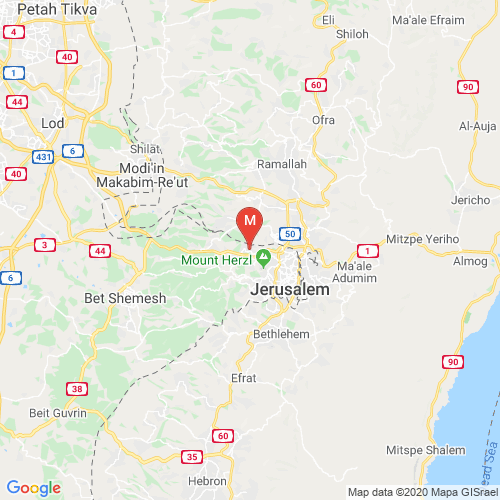 Petah Tikva
Ma'ale Efraim
Eli
Shiloh
4
40
60
90
1
44
Lod
Ofra
Al-Auja
Shilat
6
431
40
Modi'in
Makabim-Re'ut
Ramallah
Jericho
M
50
3
44
1
Mitzpe Yeriho
Mount Herzl
Ma'ale
Adumim
Almog
6
Bet Shemesh
Jerusalem
Bethlehem
90
Efrat
38
Beit Guvrin
60
35
Mitspe Shalem
Hebron
ead Sea
Google
Map data ©2020 Mapa GISrael